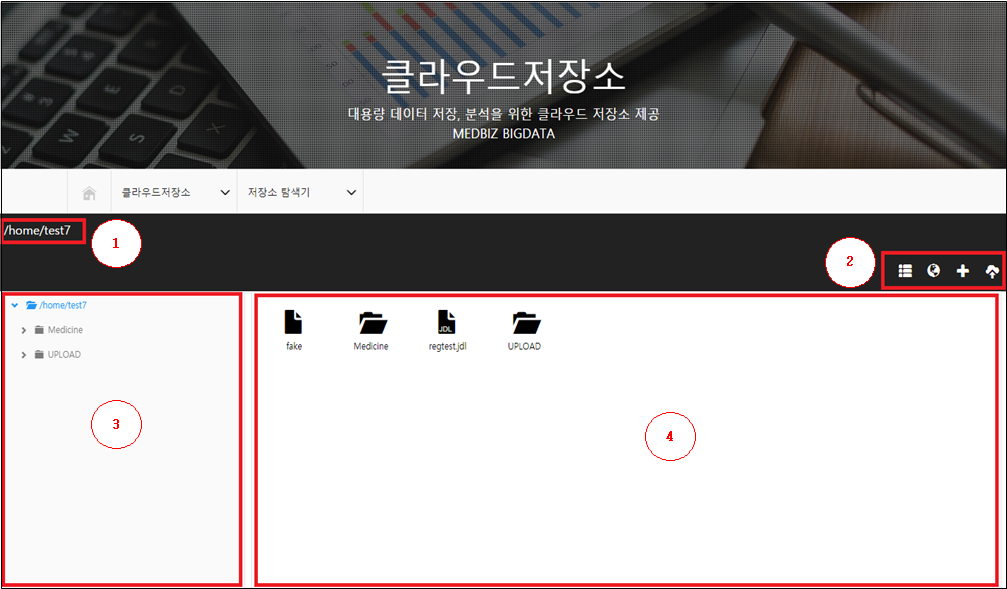 클라우드저장소
대용량 데이터 저장, 분석을 위한 클라우드 저장소 제공
MEDBIZ BIGDATA
클라우드저장소 저장소 탐색기
/home/test7
1
2
/home/test7
Medicine
UPLOAD
3
JDL
fake Medicine regtest.jdl UPLOAD
4